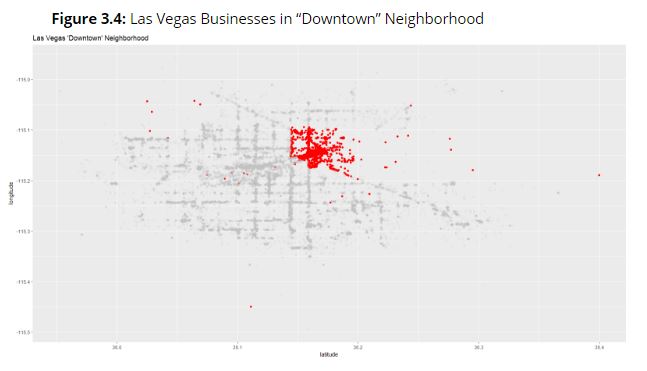 Figure 3.4: Las Vegas Businesses in “Downtown” Neighborhood
Las Vegas 'Downtown' Neighborhood
-115.0
-115.1
-115.2
-115.3
-115.4
-115.5
longitude
36.0
36.1
36.2
36.3
36.4
latitude